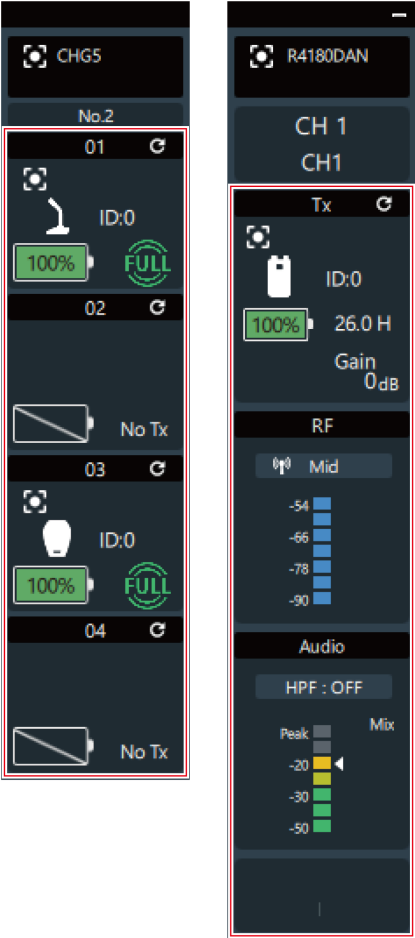 CHG5
No.2
01
ID:0
100% FULL
02
No Tx
03
ID:0
100% FULL
04
No Tx
R4180DAN
CH 1
CH1
Tx
ID:0
100% 26.0 H
Gain
0dB
RF
Mid
-54
-66
-78
-90
Audio
HPF : OFF
Mix
Peak
-20
-30
-50